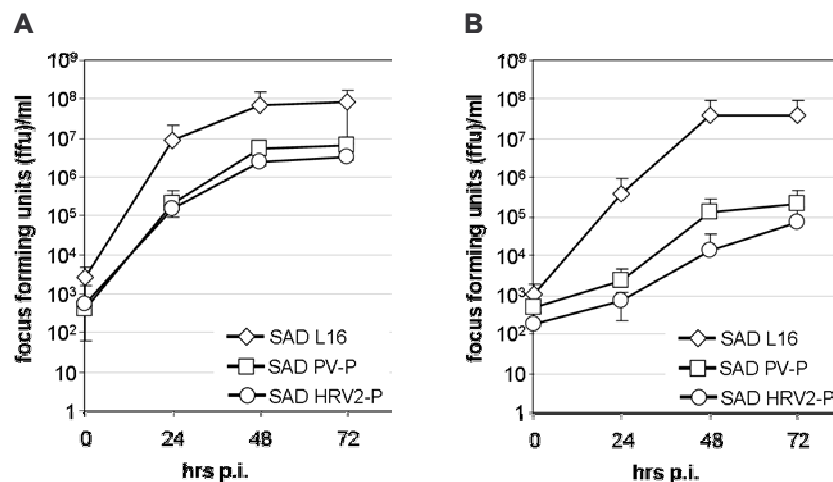 A
focus forming units (ffu)/ml
10⁹
10⁸
10⁷
10⁶
10⁵
10⁴
10³
10²
10
1
SAD L16
SAD PV-P
SAD HRV2-P
0 24 48 72
hrs p.i.
B
focus forming units (ffu)/ml
10⁹
10⁸
10⁷
10⁶
10⁵
10⁴
10³
10²
10
1
SAD L16
SAD PV-P
SAD HRV2-P
0 24 48 72
hrs p.i.